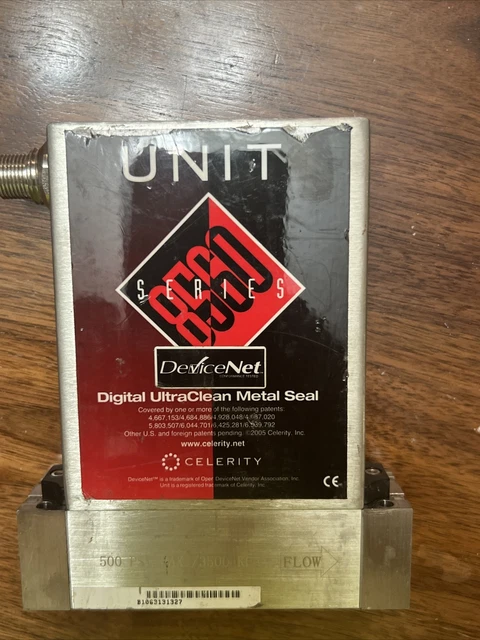 UNIT
8560
SERIES
DeviceNet
CONFORMANCE TESTED
Digital UltraClean Metal Seal
Covered by one or more of the following patents:
4,667,153/4,684,886/4,928,048/4,687,020
5,803,507/6,044,701/6,425,281/6,539,792
Other U.S. and foreign patents pending. ©2005 Celerity, Inc.
www.celerity.net
CELERITY
DeviceNet™ is a trademark of Open DeviceNet Vendor Association, Inc.
Unit is a registered trademark of Celerity, Inc.
CE
500 FLOW
B1063131327